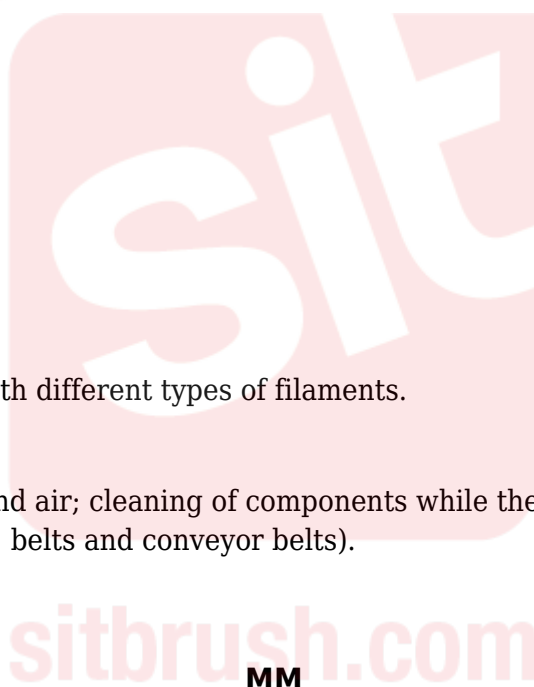 sit
th different types of filaments.
nd air; cleaning of components while the
belts and conveyor belts).
sitbrush.com
MM